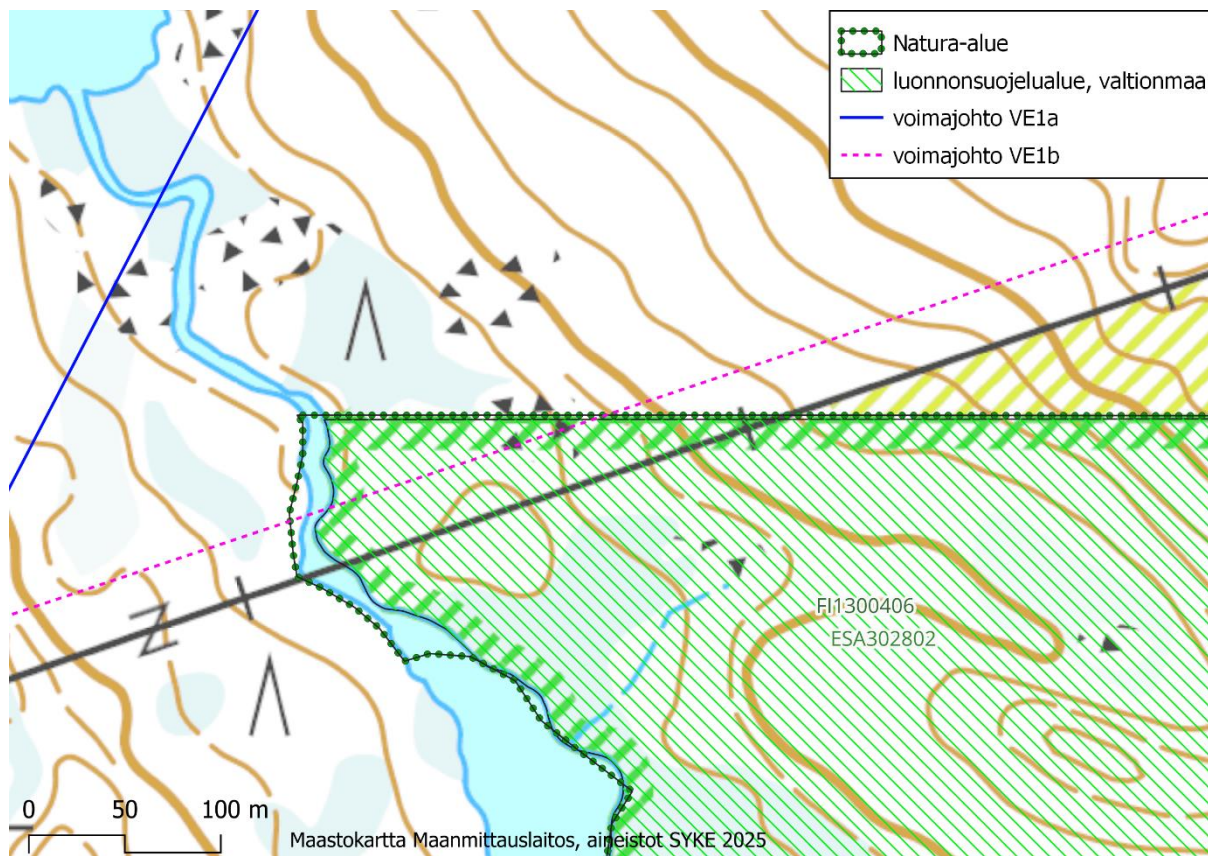 Natura-alue
luonnonsuojelualue, valtionmaa
voimajohto VE1a
voimajohto VE1b
FI1300406
ESA302802
0 50 100 m
Maastokartta Maanmittauslaitos, aineistot SYKE 2025